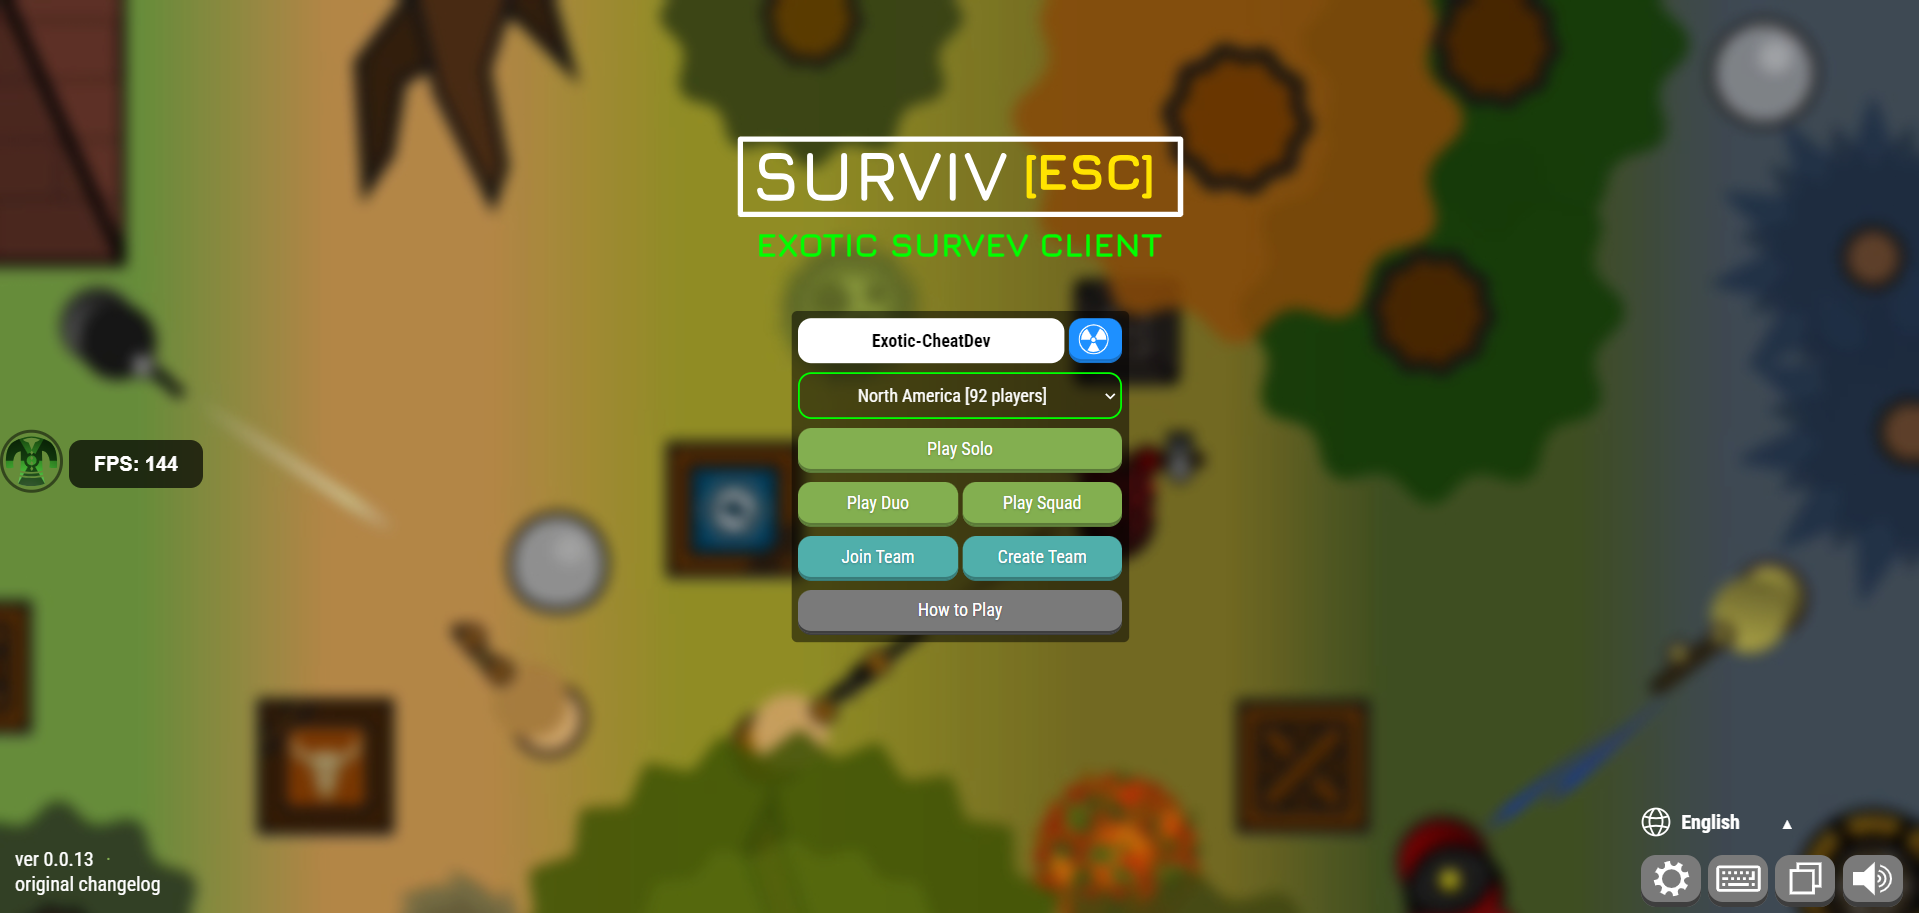 SURVIV [ESC]
EXOTIC SURVEV CLIENT
Exotic-CheatDev
North America [92 players]
FPS: 144
Play Solo
Play Duo
Play Squad
Join Team
Create Team
How to Play
English
ver 0.0.13 ·
original changelog